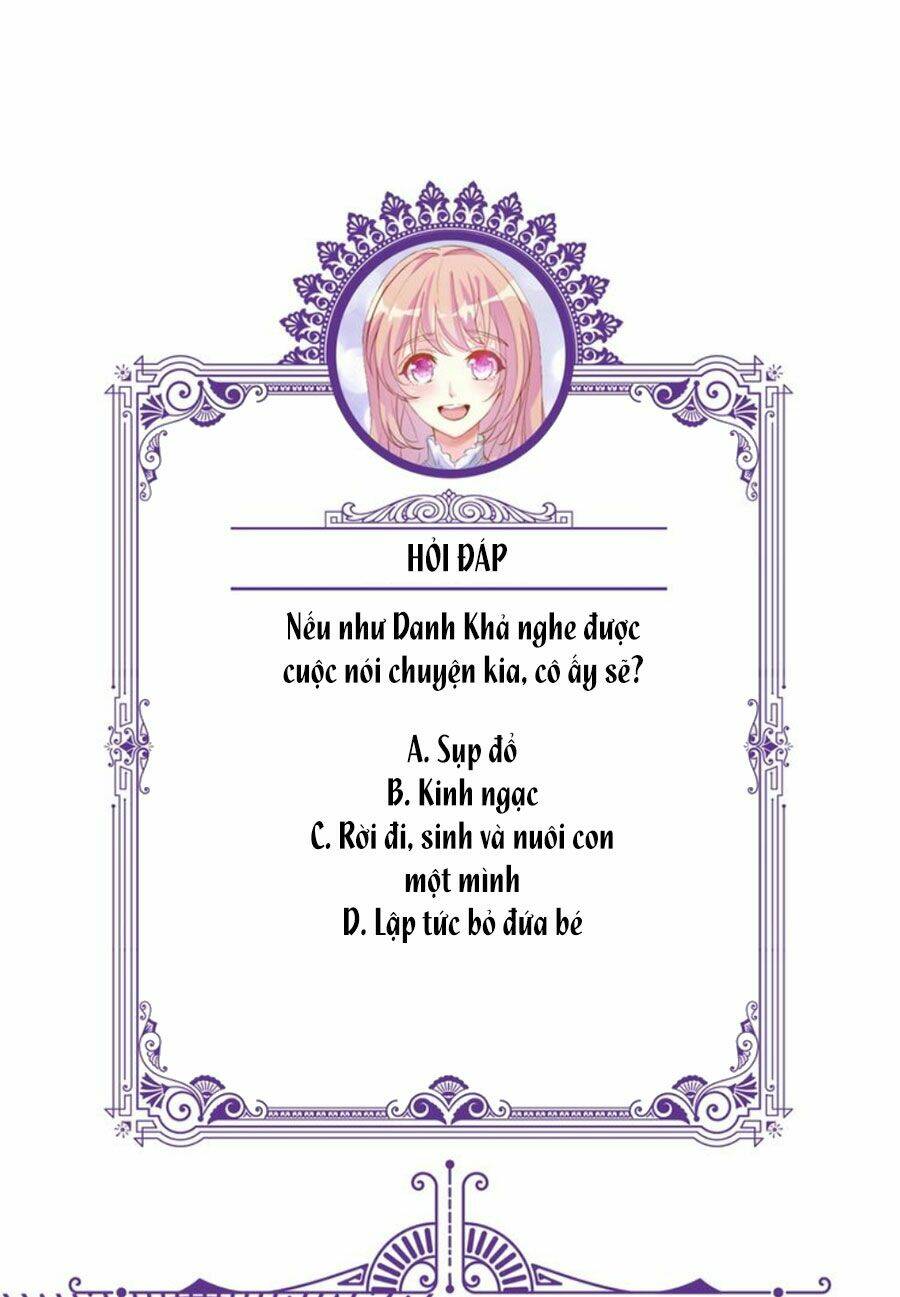 HỎI ĐÁP
Nếu như Danh Khả nghe được
cuộc nói chuyện kia, cô ấy sẽ?
A. Sụp đổ
B. Kinh ngạc
C. Rời đi, sinh và nuôi con
một mình
D. Lập tức bỏ đứa bé